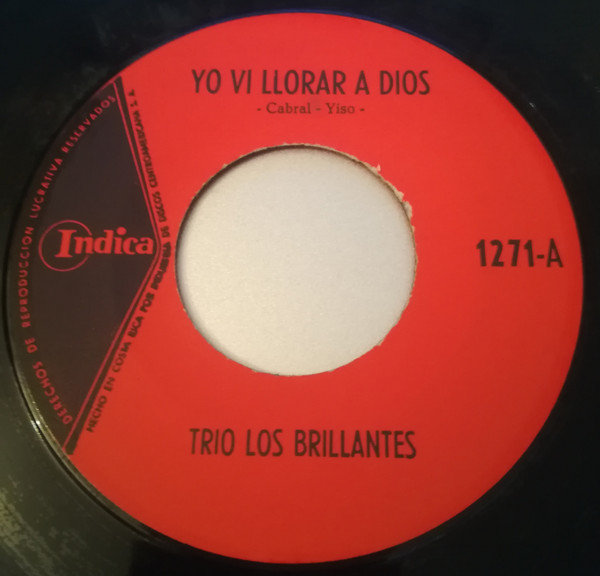 YO VI LLORAR A DIOS
- Cabral - Yiso -
Indica
1271-A
TRIO LOS BRILLANTES
DERECHOS DE REPRODUCCION LUCRATIVA RESERVADOS
HECHO EN COSTA RICA POR INDUSTRIA DE DISCOS CENTROAMERICANA S. A.